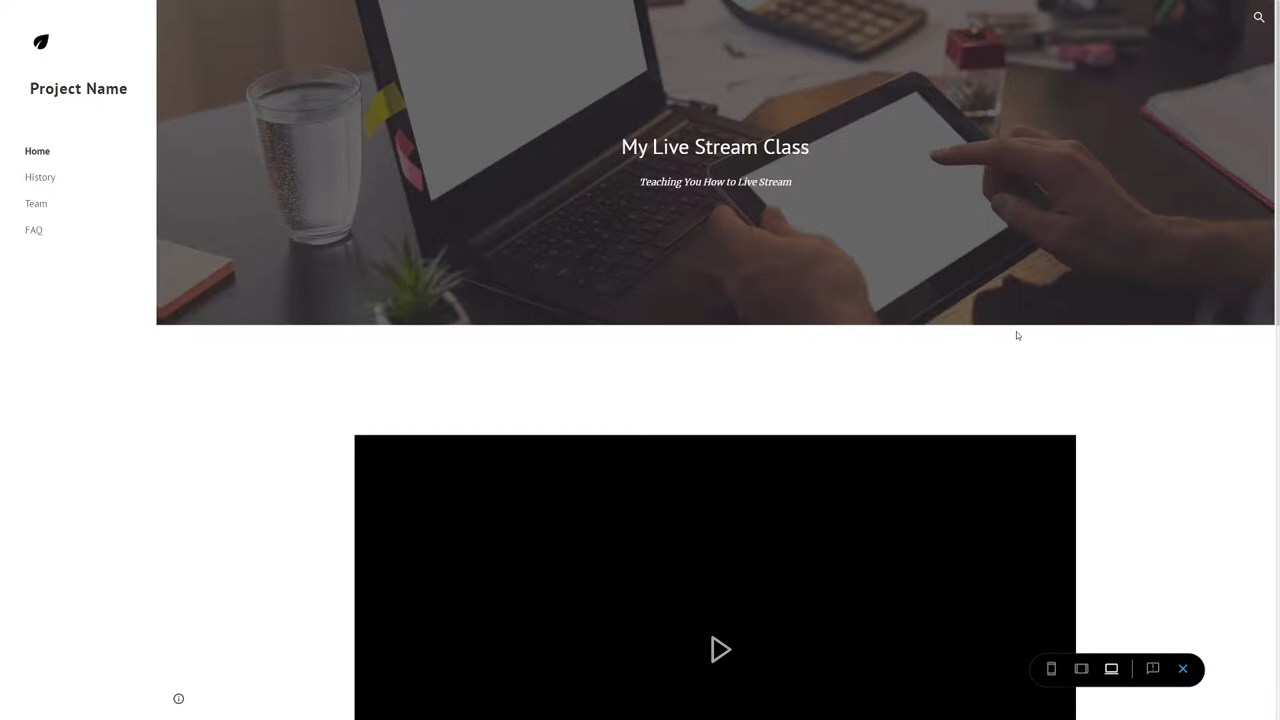 Project Name
Home
History
Team
FAQ
My Live Stream Class
Teaching You How to Live Stream